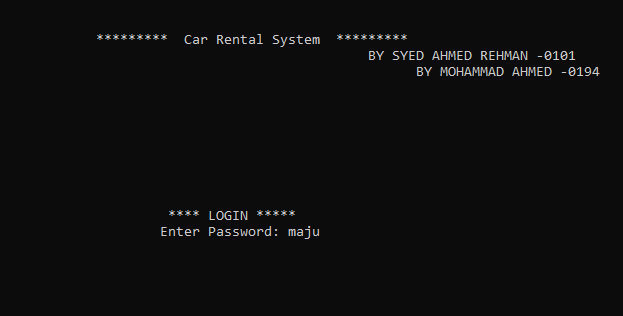 *********  Car Rental System  *********
BY SYED AHMED REHMAN -0101
BY MOHAMMAD AHMED -0194
**** LOGIN *****
Enter Password: maju